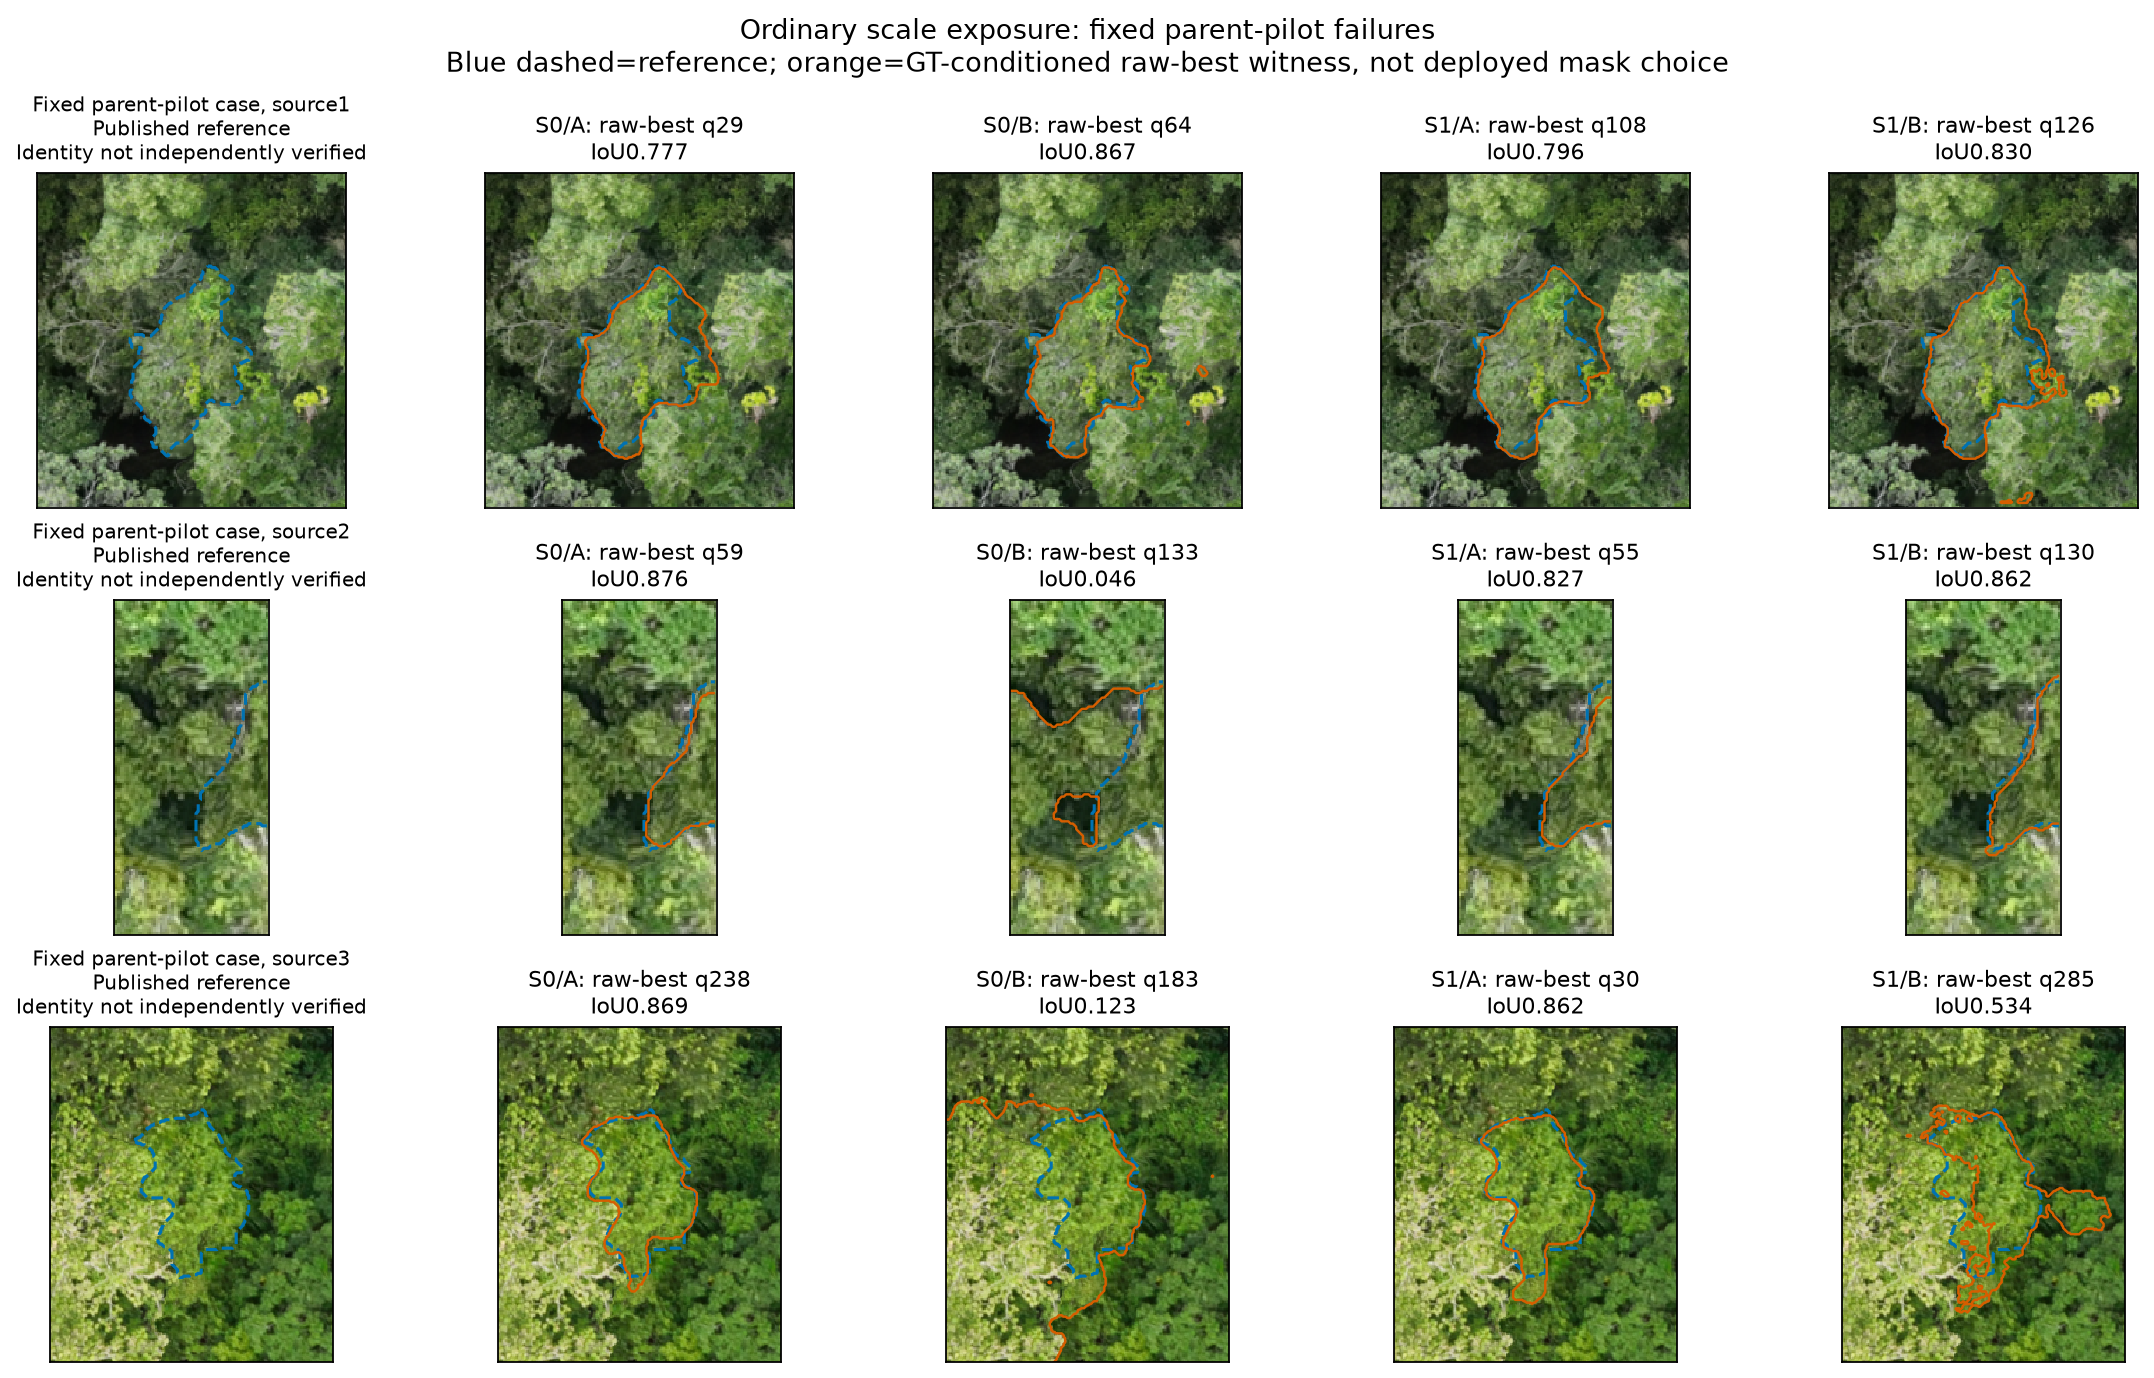 Ordinary scale exposure: fixed parent-pilot failures
Blue dashed=reference; orange=GT-conditioned raw-best witness, not deployed mask choice
Fixed parent-pilot case, source1
Published reference
Identity not independently verified
S0/A: raw-best q29
IoU0.777
S0/B: raw-best q64
IoU0.867
S1/A: raw-best q108
IoU0.796
S1/B: raw-best q126
IoU0.830
Fixed parent-pilot case, source2
Published reference
Identity not independently verified
S0/A: raw-best q59
IoU0.876
S0/B: raw-best q133
IoU0.046
S1/A: raw-best q55
IoU0.827
S1/B: raw-best q130
IoU0.862
Fixed parent-pilot case, source3
Published reference
Identity not independently verified
S0/A: raw-best q238
IoU0.869
S0/B: raw-best q183
IoU0.123
S1/A: raw-best q30
IoU0.862
S1/B: raw-best q285
IoU0.534